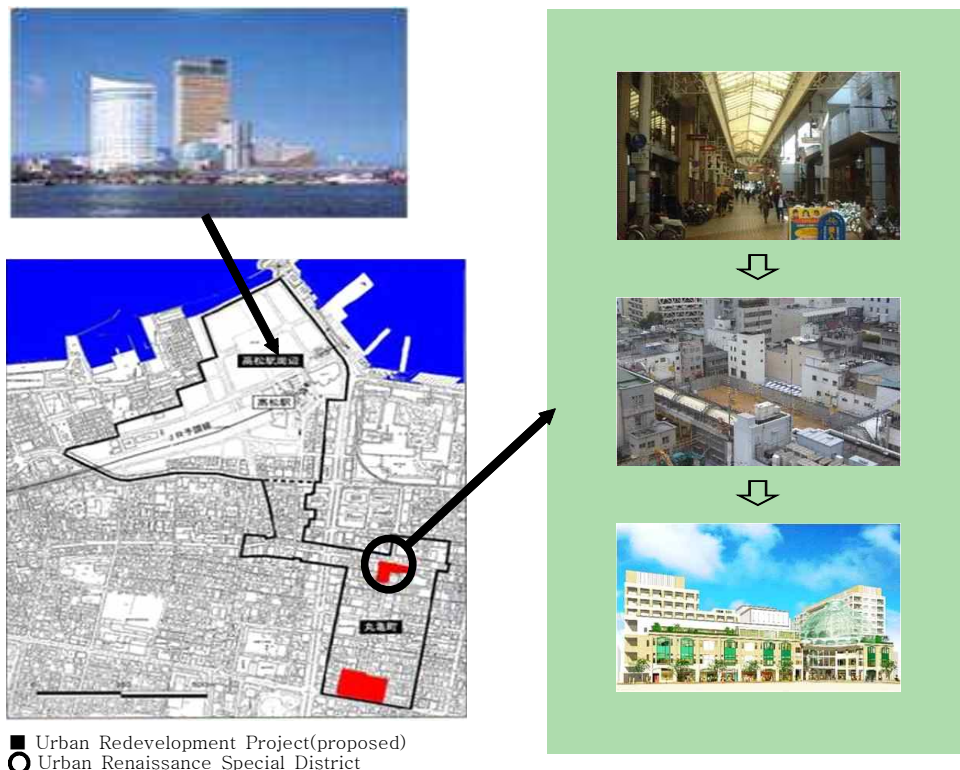 高松駅周辺
高松駅
JR予讃線
丸亀町
■ Urban Redevelopment Project(proposed)
○ Urban Renaissance Special District